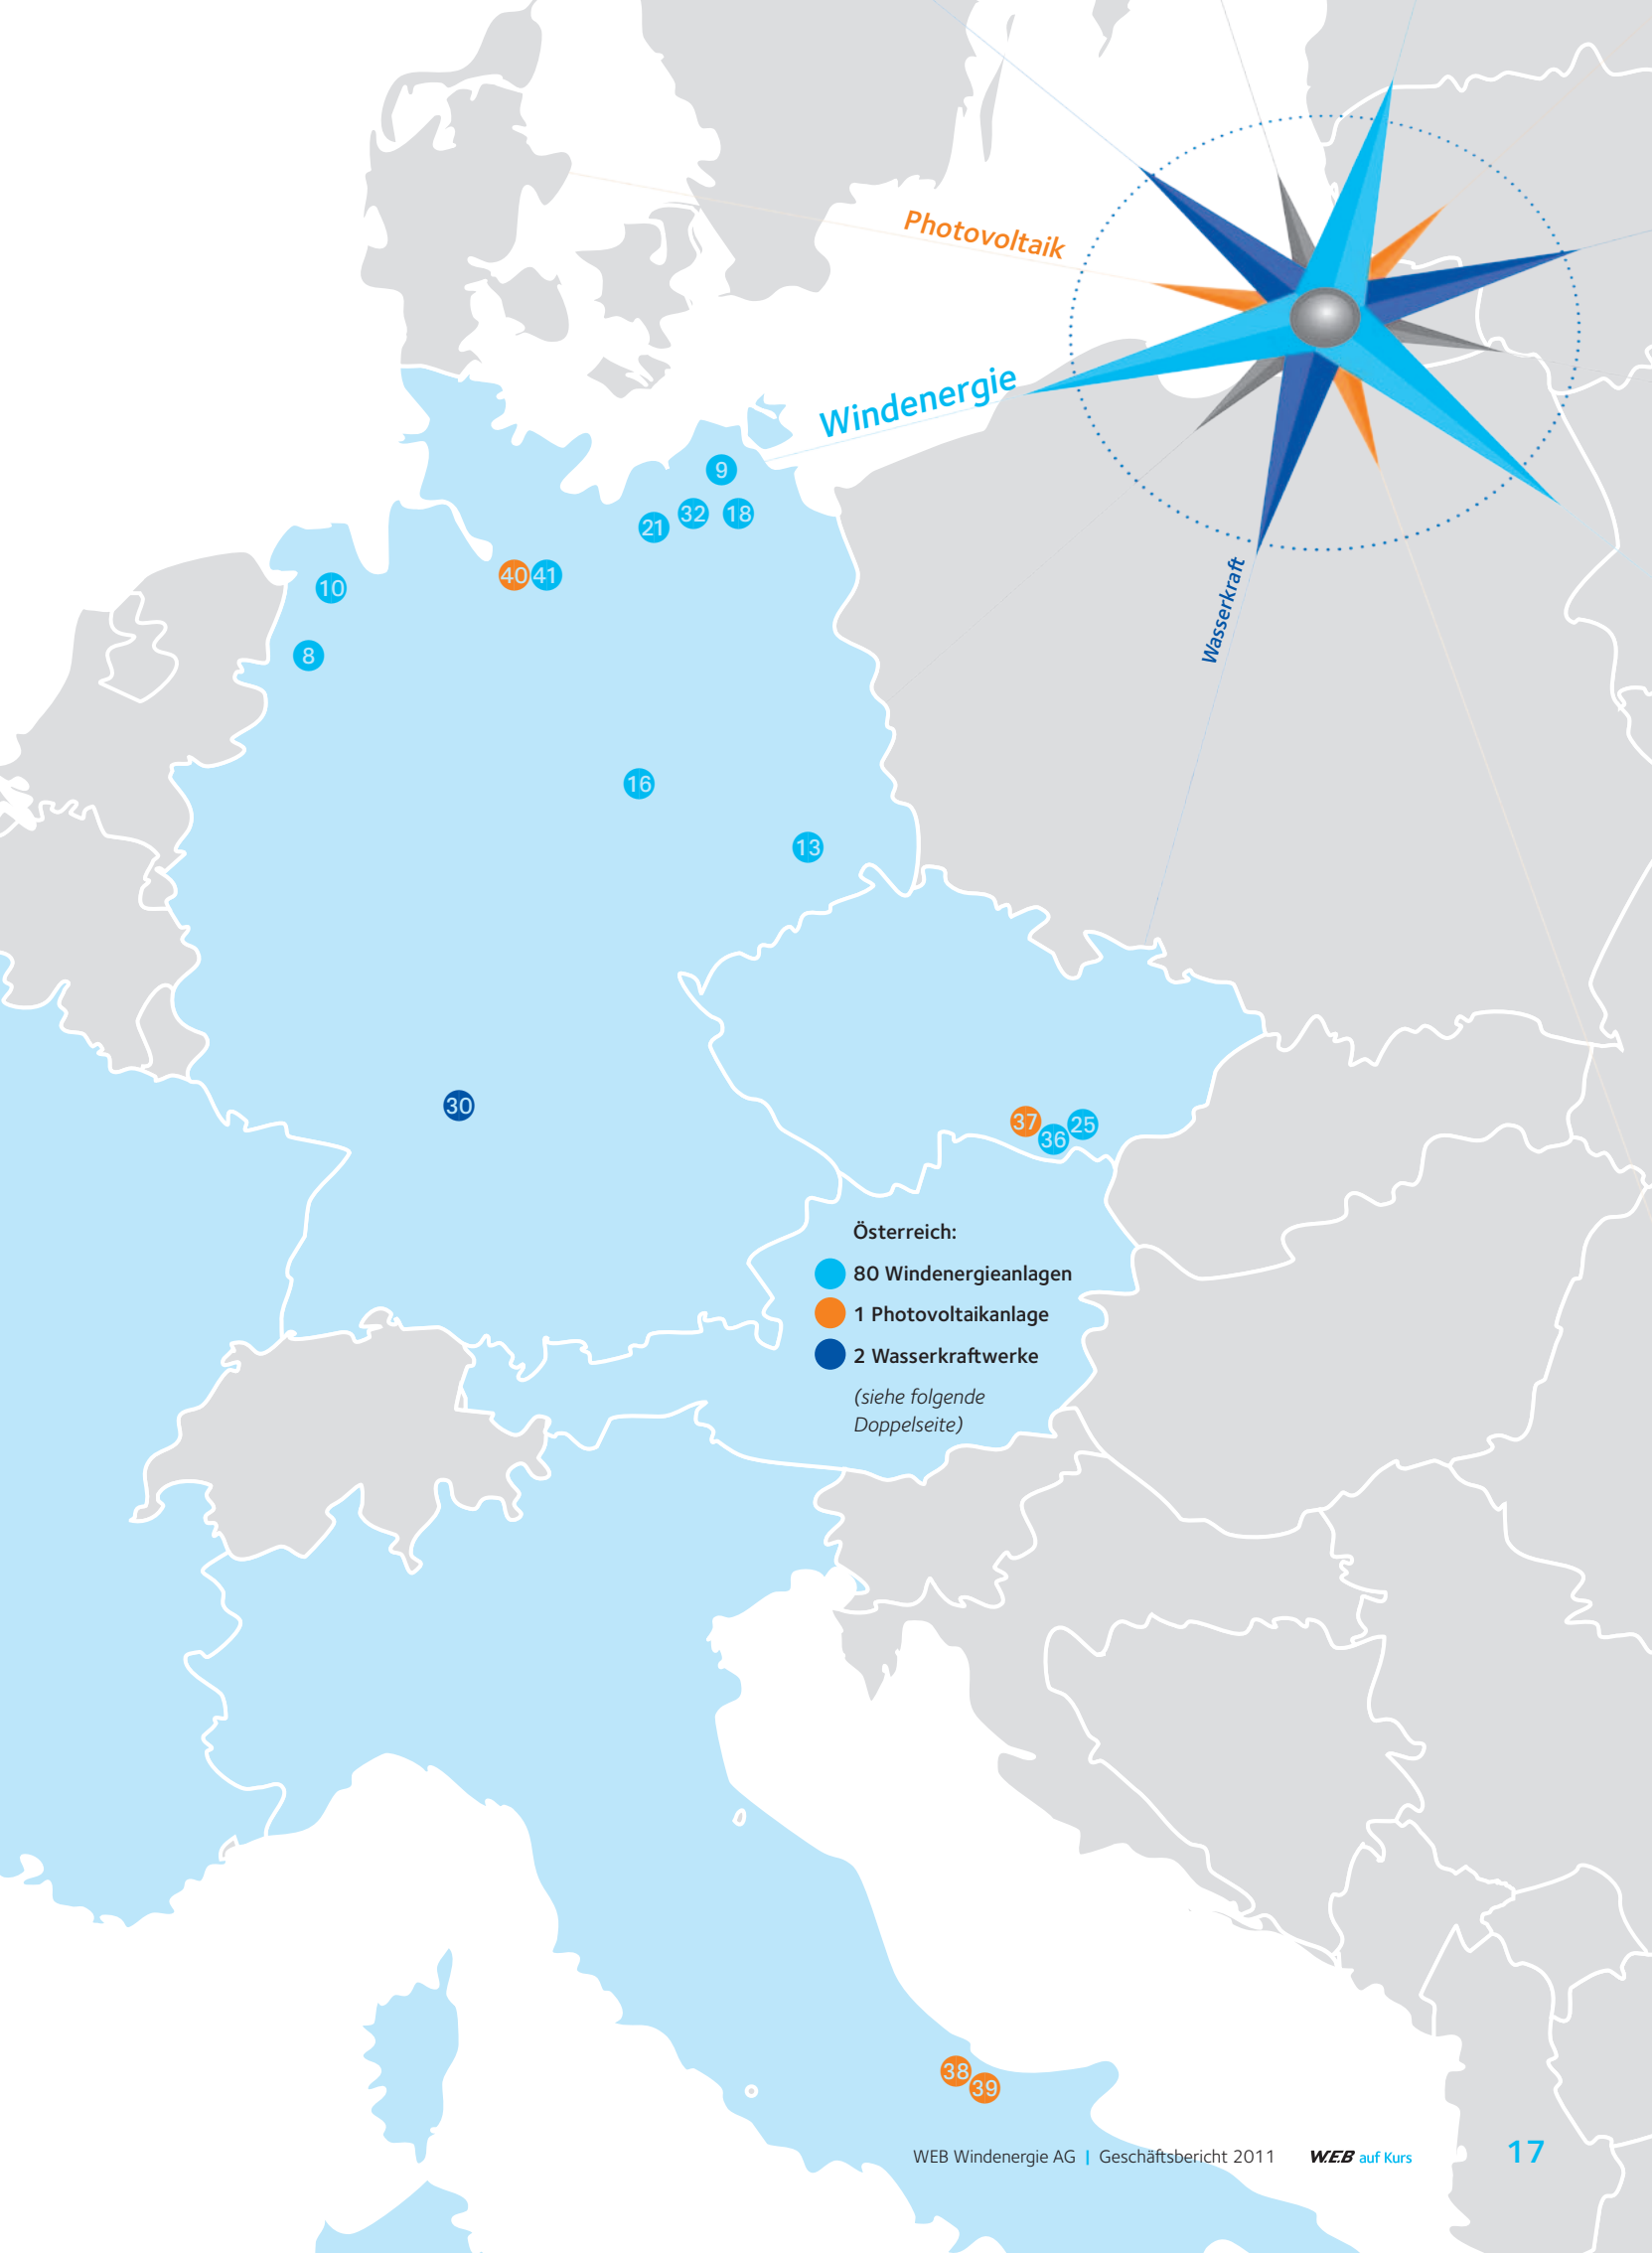 Photovoltaik
Windenergie
9
32
18
21
40
41
10
Wasserkraft
8
16
13
30
37
25
36
Österreich:
80 Windenergieanlagen
1 Photovoltaikanlage
2 Wasserkraftwerke
(siehe folgende
Doppelseite)
38
39
WEB Windenergie AG | Geschäftsbericht 2011 W.E.B auf Kurs 17